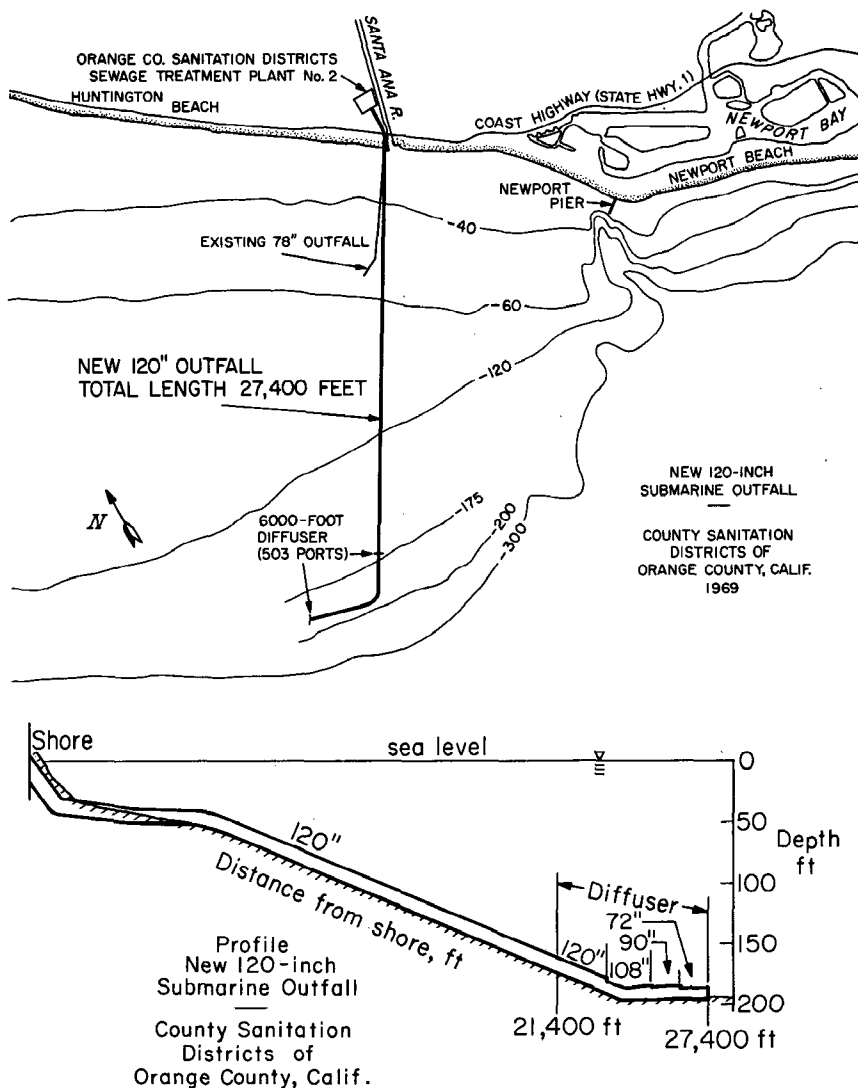 ORANGE CO. SANITATION DISTRICTS
SEWAGE TREATMENT PLANT No. 2
SANTA ANA R.
HUNTINGTON
BEACH
COAST HIGHWAY (STATE HWY. 1)
NEWPORT BAY
NEWPORT BEACH
NEWPORT
PIER
-40
EXISTING 78" OUTFALL
-60
NEW 120" OUTFALL
TOTAL LENGTH 27,400 FEET
-120
N
6000-FOOT
DIFFUSER
(503 PORTS)
-175
-200
-300
NEW 120-INCH
SUBMARINE OUTFALL
COUNTY SANITATION
DISTRICTS OF
ORANGE COUNTY, CALIF.
1969
Shore
sea level
0
50
Depth
ft
100
150
200
120"
Distance from shore, ft
Diffuser
72"
90"
120"
108"
21,400 ft
27,400 ft
Profile
New 120-inch
Submarine Outfall
County Sanitation
Districts of
Orange County, Calif.